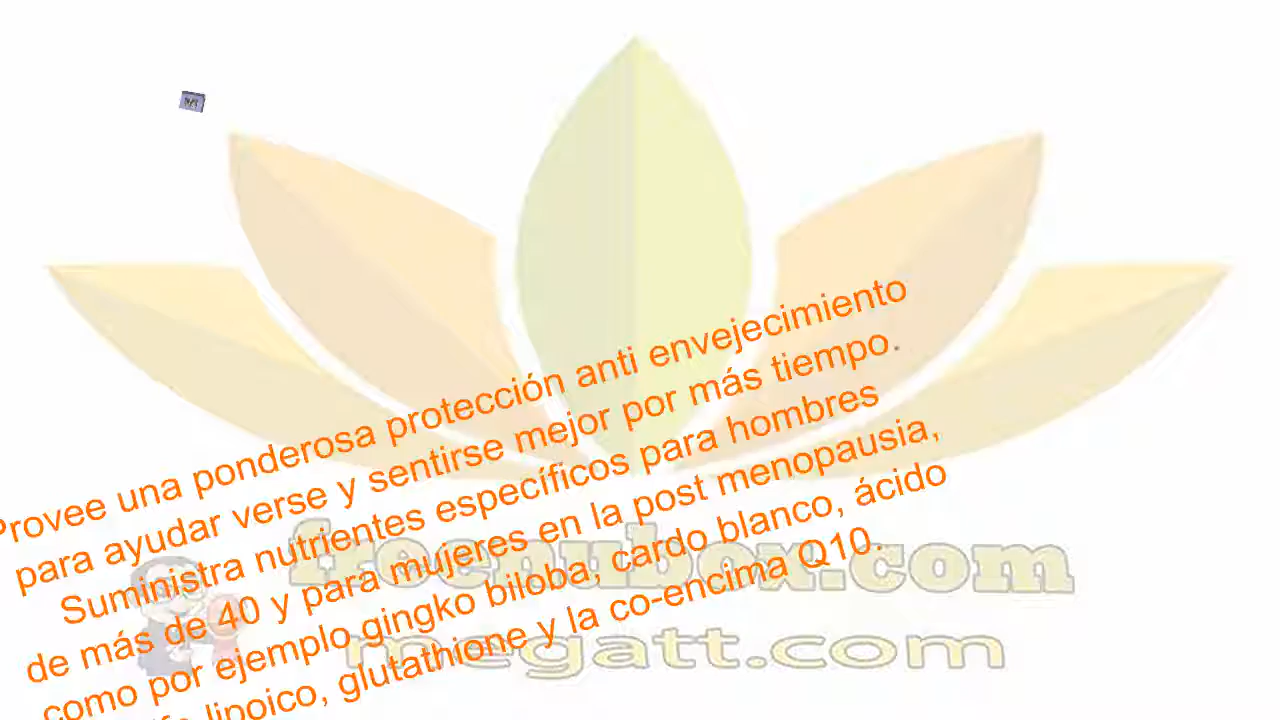 Provee una ponderosa protección anti envejecimiento
para ayudar verse y sentirse mejor por más tiempo.
Suministra nutrientes específicos para hombres
de más de 40 y para mujeres en la post menopausia,
como por ejemplo gingko biloba, cardo blanco, ácido
lipoico, glutathione y la co-encima Q10.
freenubox.com
megatt.com